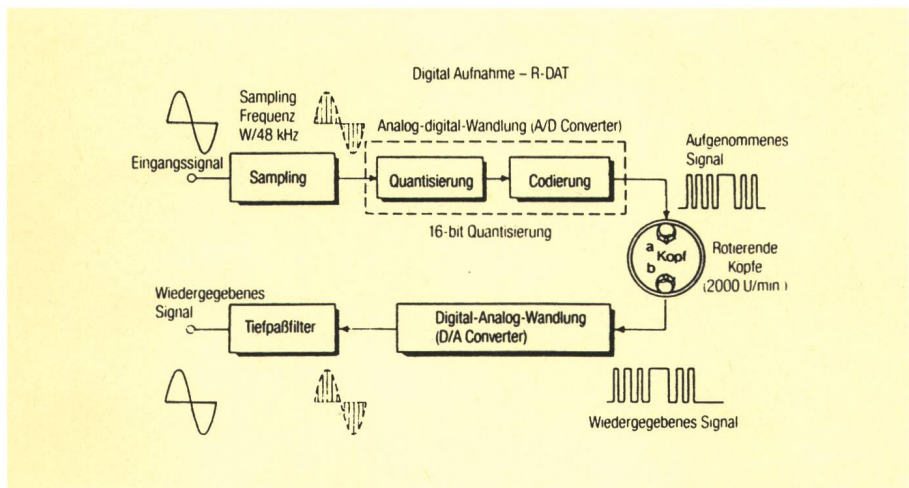 Digital Aufnahme – R-DAT
Sampling
Frequenz
W/48 kHz
Analog-digital-Wandlung (A/D Converter)
Aufgenommenes
Signal
Eingangssignal
Sampling
Quantisierung
Codierung
16-bit Quantisierung
a Kopf
b
Rotierende
Kopfe
(2000 U/min)
Wiedergegebenes
Signal
Tiefpaßfilter
Digital-Analog-Wandlung
(D/A Converter)
Wiedergegebenes Signal